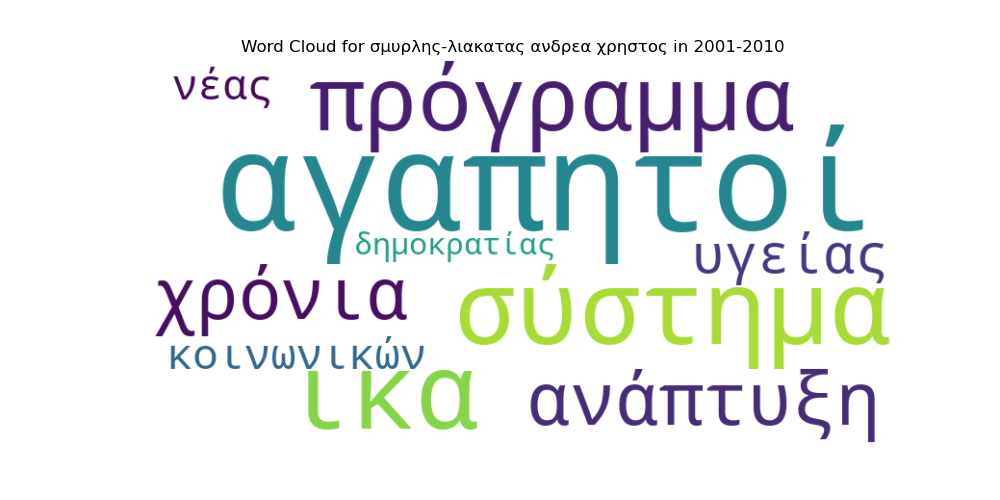 Word Cloud for σμυρλης-λιακατας ανδρεα χρηστος in 2001-2010
νέας
πρόγραμμα
αγαπητοί
δημοκρατίας
υγείας
χρόνια
σύστημα
κοινωνικών
ικα
ανάπτυξη